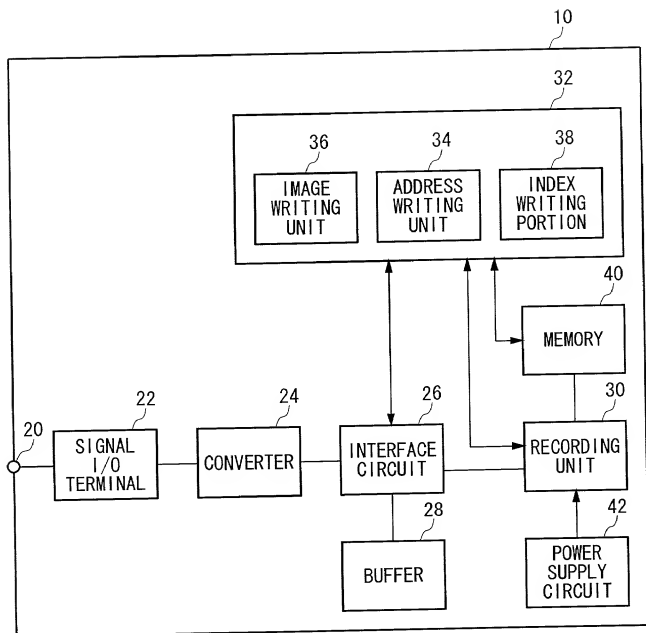 10
32
36
34
38
IMAGE
WRITING
UNIT
ADDRESS
WRITING
UNIT
INDEX
WRITING
PORTION
40
MEMORY
20
22
24
26
30
SIGNAL
I/O
TERMINAL
CONVERTER
INTERFACE
CIRCUIT
RECORDING
UNIT
28
42
BUFFER
POWER
SUPPLY
CIRCUIT